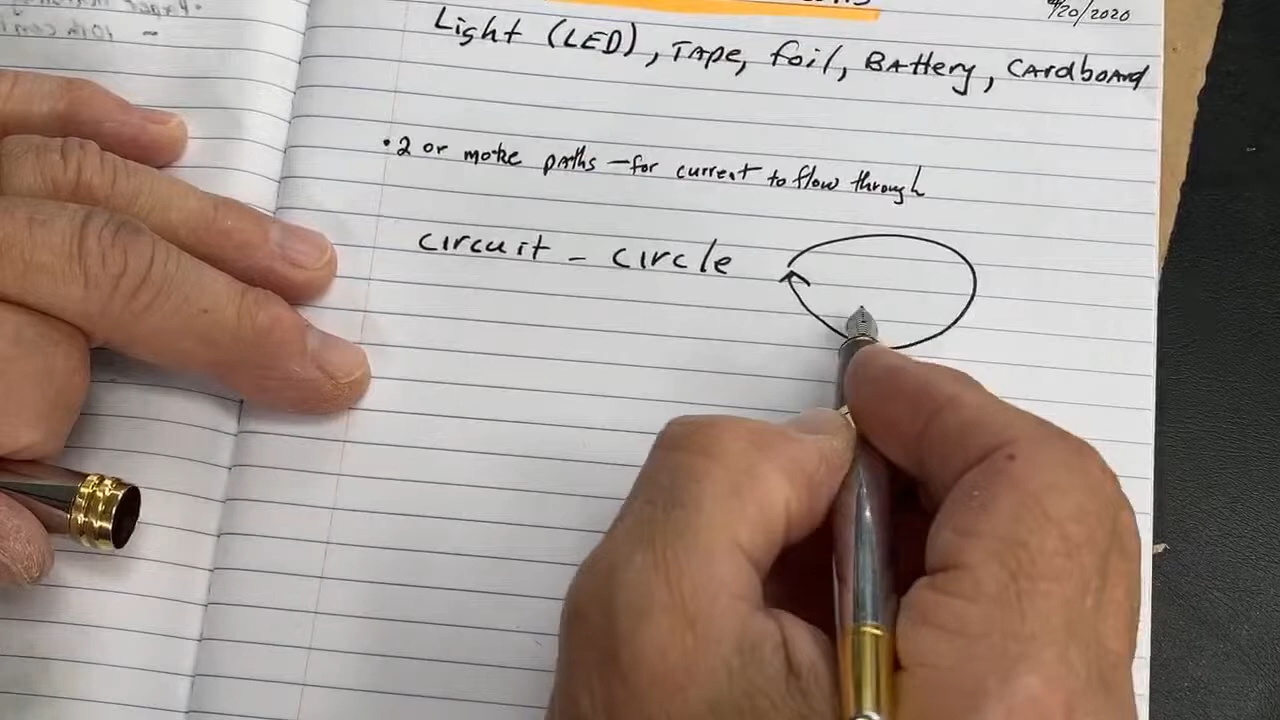 /20/2020
Light (LED), TAPE, foil, BAttery, CArdboArd
• 2 or more paths – for current to flow through
circuit – circle